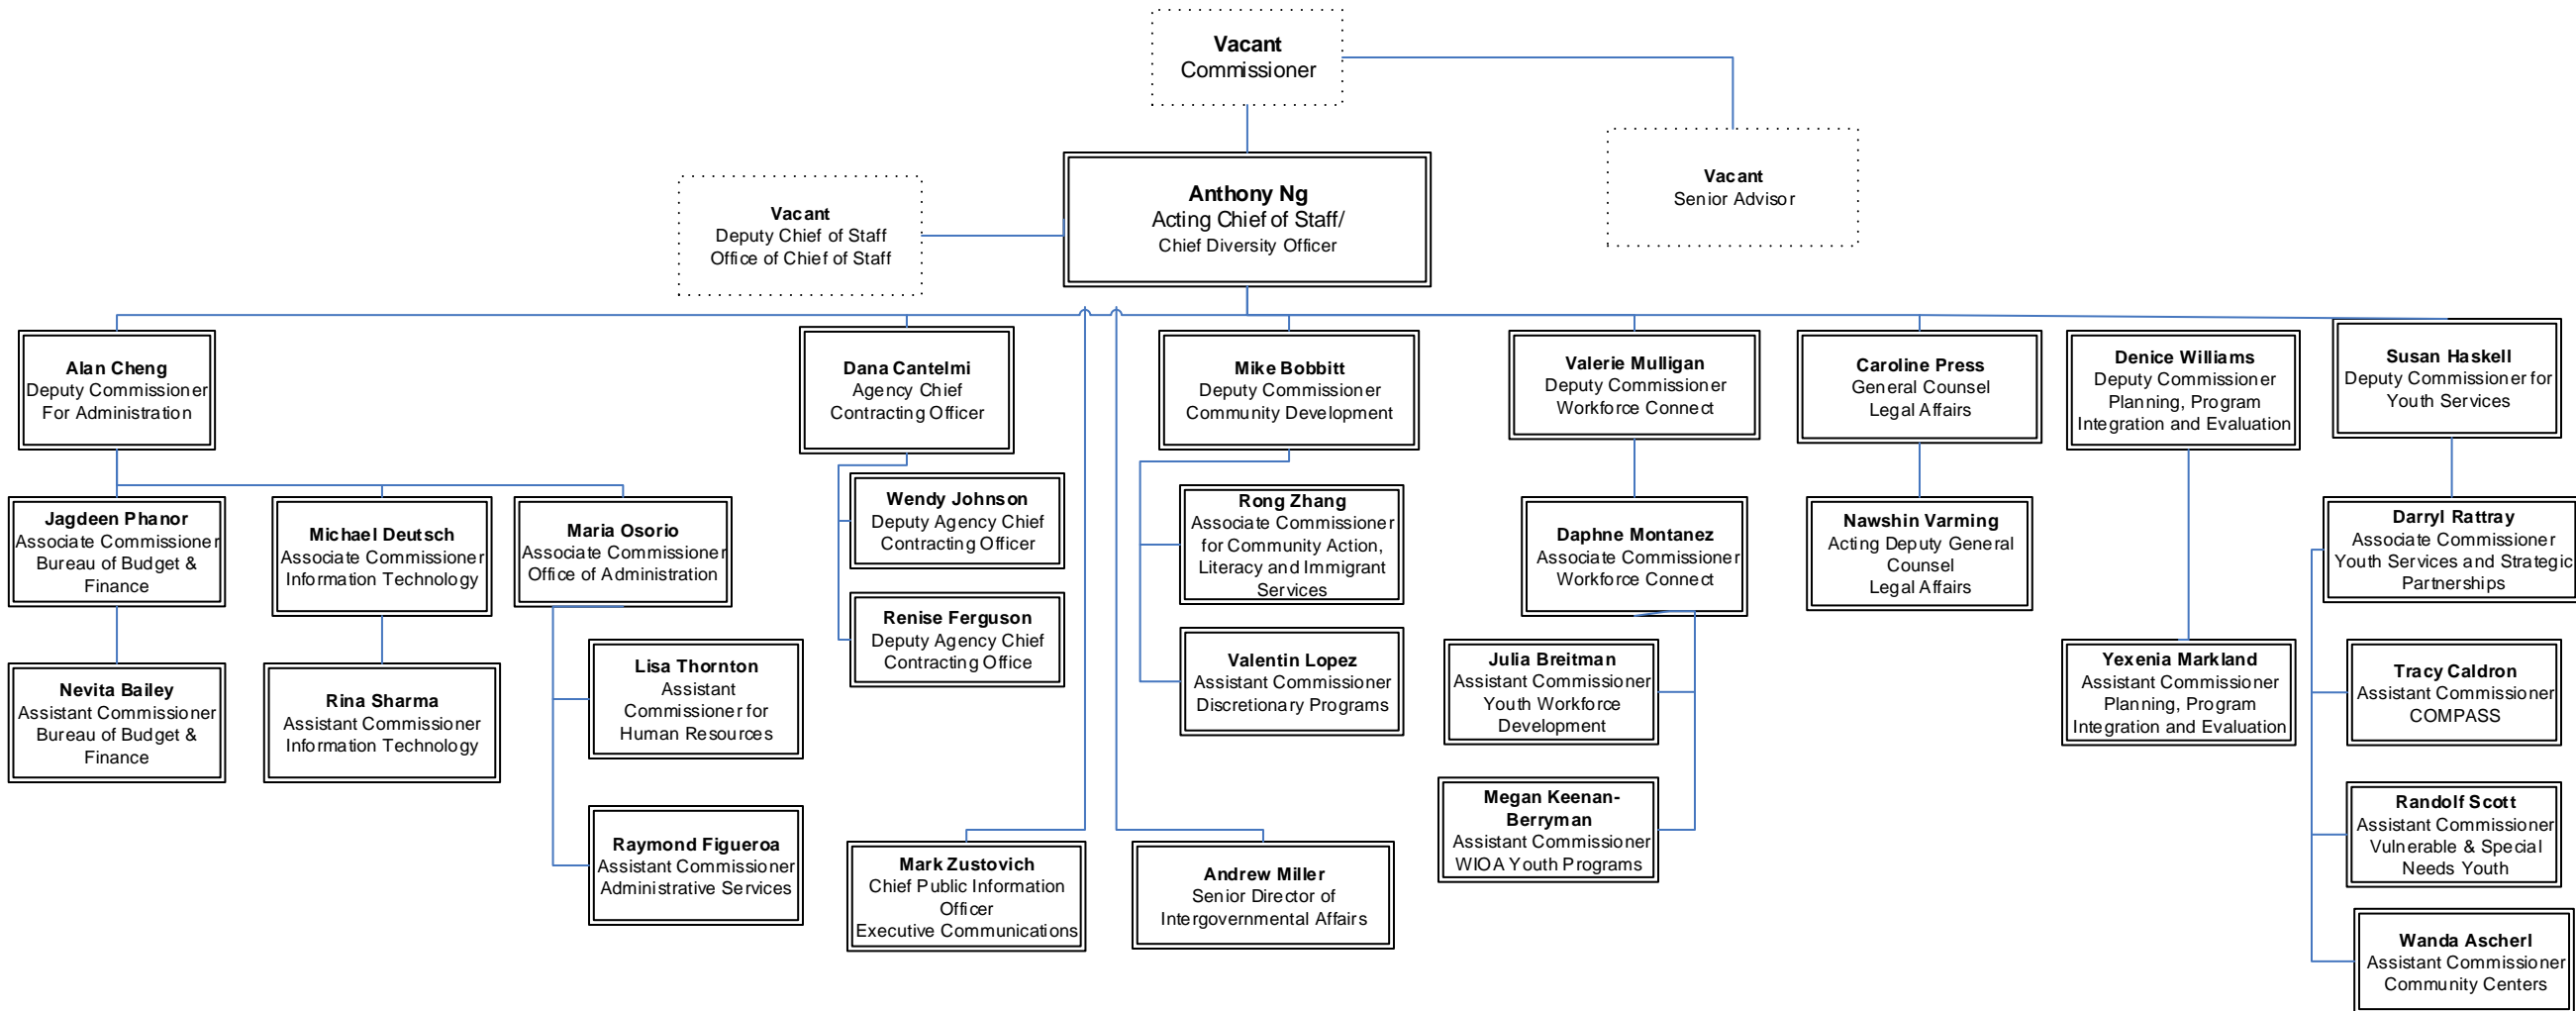 Vacant
Commissioner
Vacant
Senior Advisor
Vacant
Deputy Chief of Staff
Office of Chief of Staff
Anthony Ng
Acting Chief of Staff/
Chief Diversity Officer
Alan Cheng
Deputy Commissioner
For Administration
Dana Cantelmi
Agency Chief
Contracting Officer
Mike Bobbitt
Deputy Commissioner
Community Development
Valerie Mulligan
Deputy Commissioner
Workforce Connect
Caroline Press
General Counsel
Legal Affairs
Denice Williams
Deputy Commissioner
Planning, Program
Integration and Evaluation
Susan Haskell
Deputy Commissioner for
Youth Services
Jagdeen Phanor
Associate Commissioner
Bureau of Budget &
Finance
Michael Deutsch
Associate Commissioner
Information Technology
Maria Osorio
Associate Commissioner
Office of Administration
Wendy Johnson
Deputy Agency Chief
Contracting Officer
Renise Ferguson
Deputy Agency Chief
Contracting Office
Rong Zhang
Associate Commissioner
for Community Action,
Literacy and Immigrant
Services
Valentin Lopez
Assistant Commissioner
Discretionary Programs
Daphne Montanez
Associate Commissioner
Workforce Connect
Nawshin Varming
Acting Deputy General
Counsel
Legal Affairs
Darryl Rattray
Associate Commissioner
Youth Services and Strategic
Partnerships
Nevita Bailey
Assistant Commissioner
Bureau of Budget &
Finance
Rina Sharma
Assistant Commissioner
Information Technology
Lisa Thornton
Assistant
Commissioner for
Human Resources
Raymond Figueroa
Assistant Commissioner
Administrative Services
Mark Zustovich
Chief Public Information
Officer
Executive Communications
Andrew Miller
Senior Director of
Intergovernmental Affairs
Julia Breitman
Assistant Commissioner
Youth Workforce
Development
Megan Keenan-
Berryman
Assistant Commissioner
WIOA Youth Programs
Yexenia Markland
Assistant Commissioner
Planning, Program
Integration and Evaluation
Tracy Caldron
Assistant Commissioner
COMPASS
Randolf Scott
Assistant Commissioner
Vulnerable & Special
Needs Youth
Wanda Ascherl
Assistant Commissioner
Community Centers